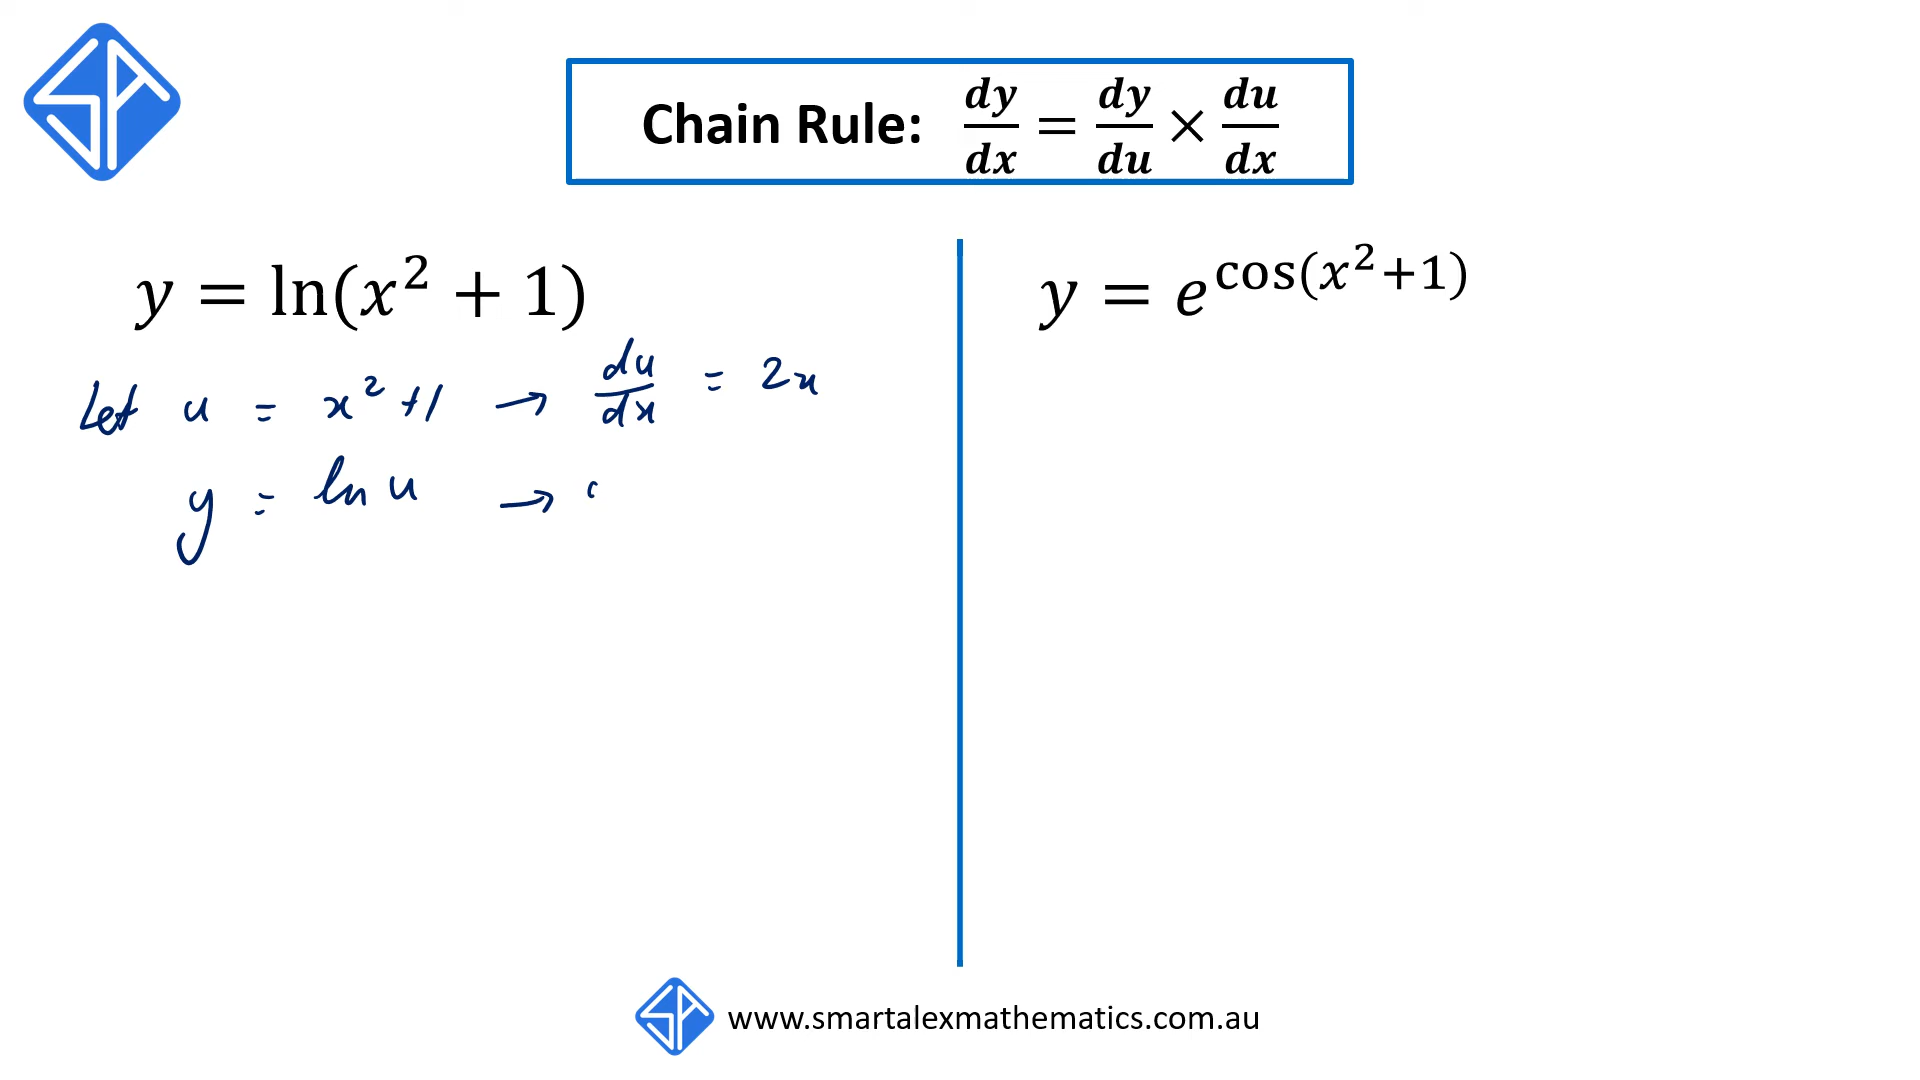 Chain Rule: dy/dx = dy/du × du/dx
y = ln(x² + 1)
Let u = x² + 1 → du/dx = 2x
y = ln u →
y = e^cos(x²+1)
www.smartalexmathematics.com.au